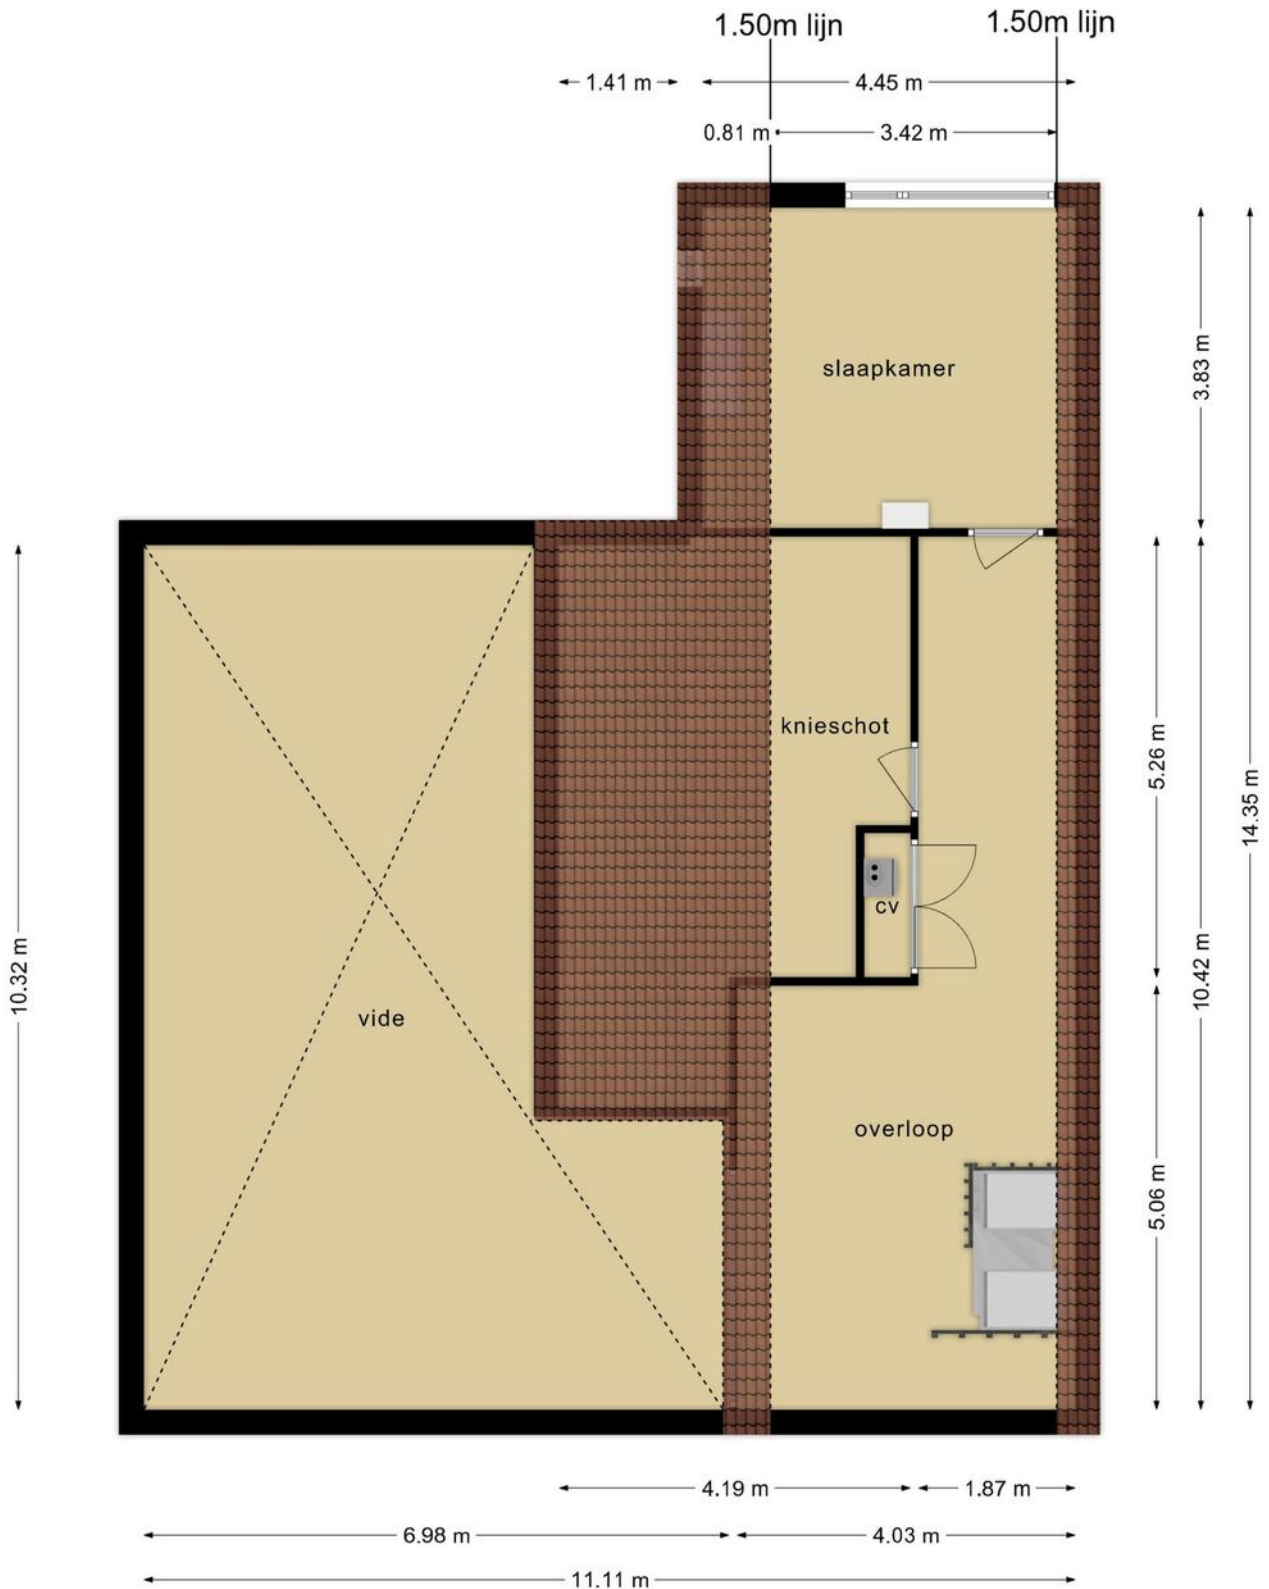 1.50m lijn 1.50m lijn
1.41 m 4.45 m
0.81 m 3.42 m
slaapkamer
3.83 m
knieschot
5.26 m
14.35 m
cv
10.42 m
10.32 m
vide
overloop
5.06 m
4.19 m 1.87 m
6.98 m 4.03 m
11.11 m